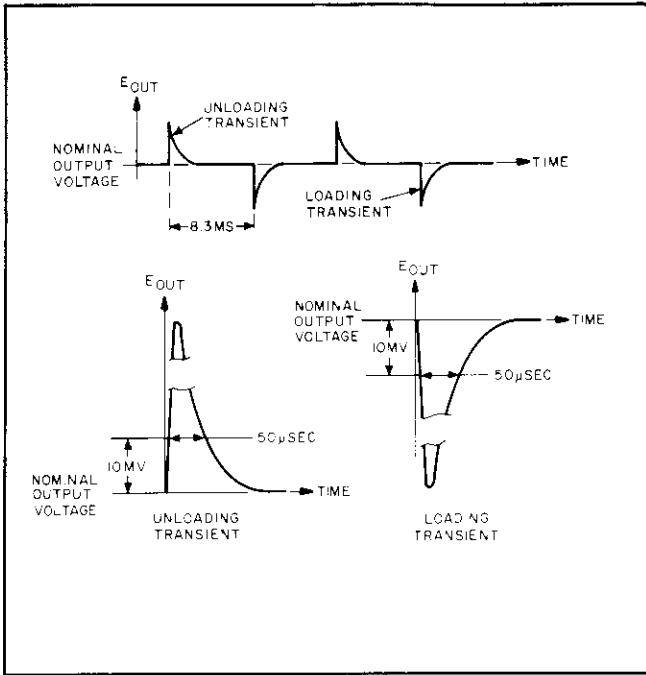 EOUT
UNLOADING
TRANSIENT
NOMINAL
OUTPUT
VOLTAGE
TIME
LOADING
TRANSIENT
8.3MS
EOUT
EOUT
NOMINAL
OUTPUT
VOLTAGE
TIME
10MV
50µSEC
50µSEC
10MV
NOMINAL
OUTPUT
VOLTAGE
TIME
UNLOADING
TRANSIENT
LOADING
TRANSIENT